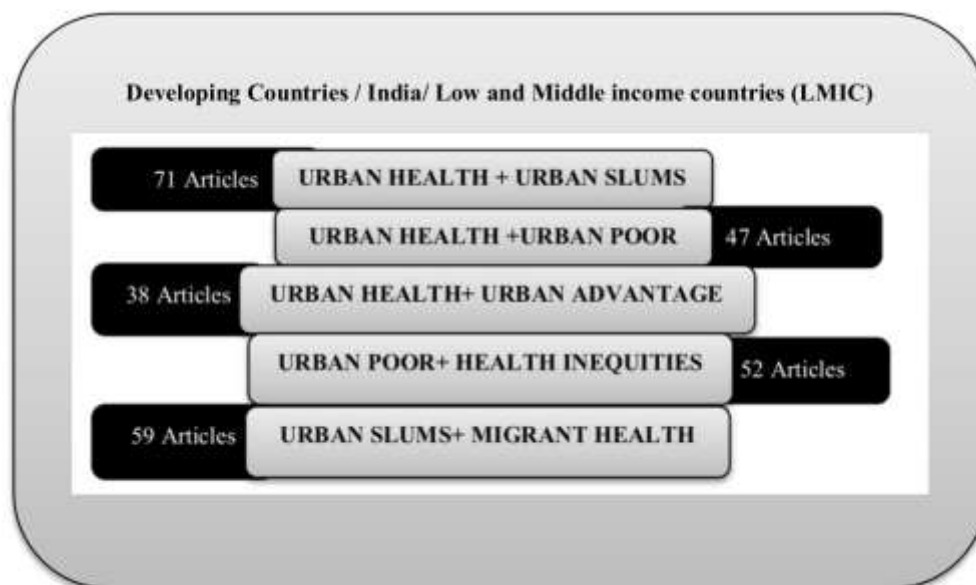 Developing Countries / India/ Low and Middle income countries (LMIC)
71 Articles
URBAN HEALTH + URBAN SLUMS
URBAN HEALTH +URBAN POOR
47 Articles
38 Articles
URBAN HEALTH+ URBAN ADVANTAGE
URBAN POOR+ HEALTH INEQUITIES
52 Articles
59 Articles
URBAN SLUMS+ MIGRANT HEALTH